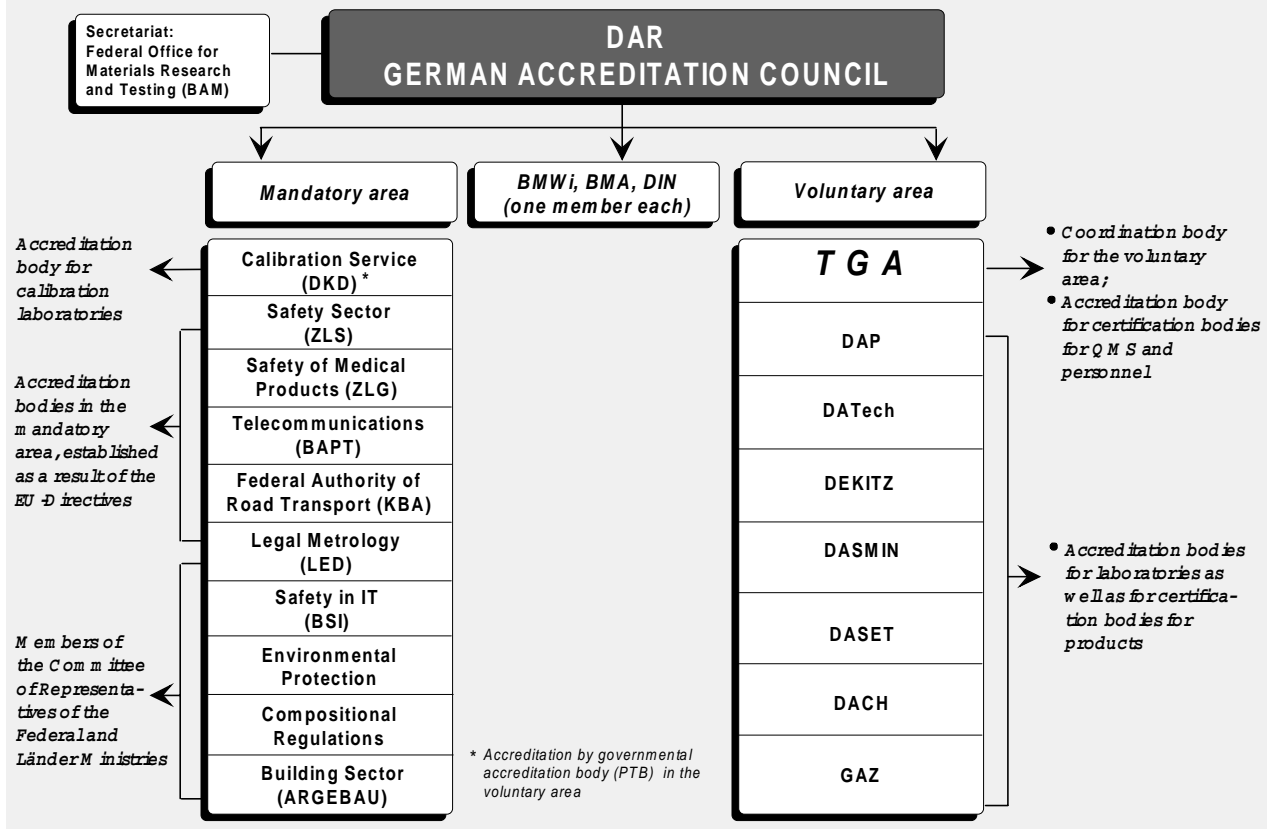 Secretariat:
Federal Office for
Materials Research
and Testing (BAM)
DAR
GERMAN ACCREDITATION COUNCIL
Mandatory area
BMWi, BMA, DIN
(one member each)
Voluntary area
Accreditation
body for
calibration
laboratories
Accreditation
bodies in the
mandatory
area, established
as a result of the
EU-Directives
Members of
the Committee
of Representa-
tives of the
Federal and
Länder Ministries
Calibration Service
(DKD) *
Safety Sector
(ZLS)
Safety of Medical
Products (ZLG)
Telecommunications
(BAPT)
Federal Authority of
Road Transport (KBA)
Legal Metrology
(LED)
Safety in IT
(BSI)
Environmental
Protection
Compositional
Regulations
Building Sector
(ARGEBAU)
* Accreditation by governmental
accreditation body (PTB) in the
voluntary area
TGA
DAP
DATech
DEKITZ
DASMIN
DASET
DACH
GAZ
• Coordination body
for the voluntary
area;
• Accreditation body
for certification bodies
for QMS and
personnel
• Accreditation bodies
for laboratories as
well as for certifica-
tion bodies for
products